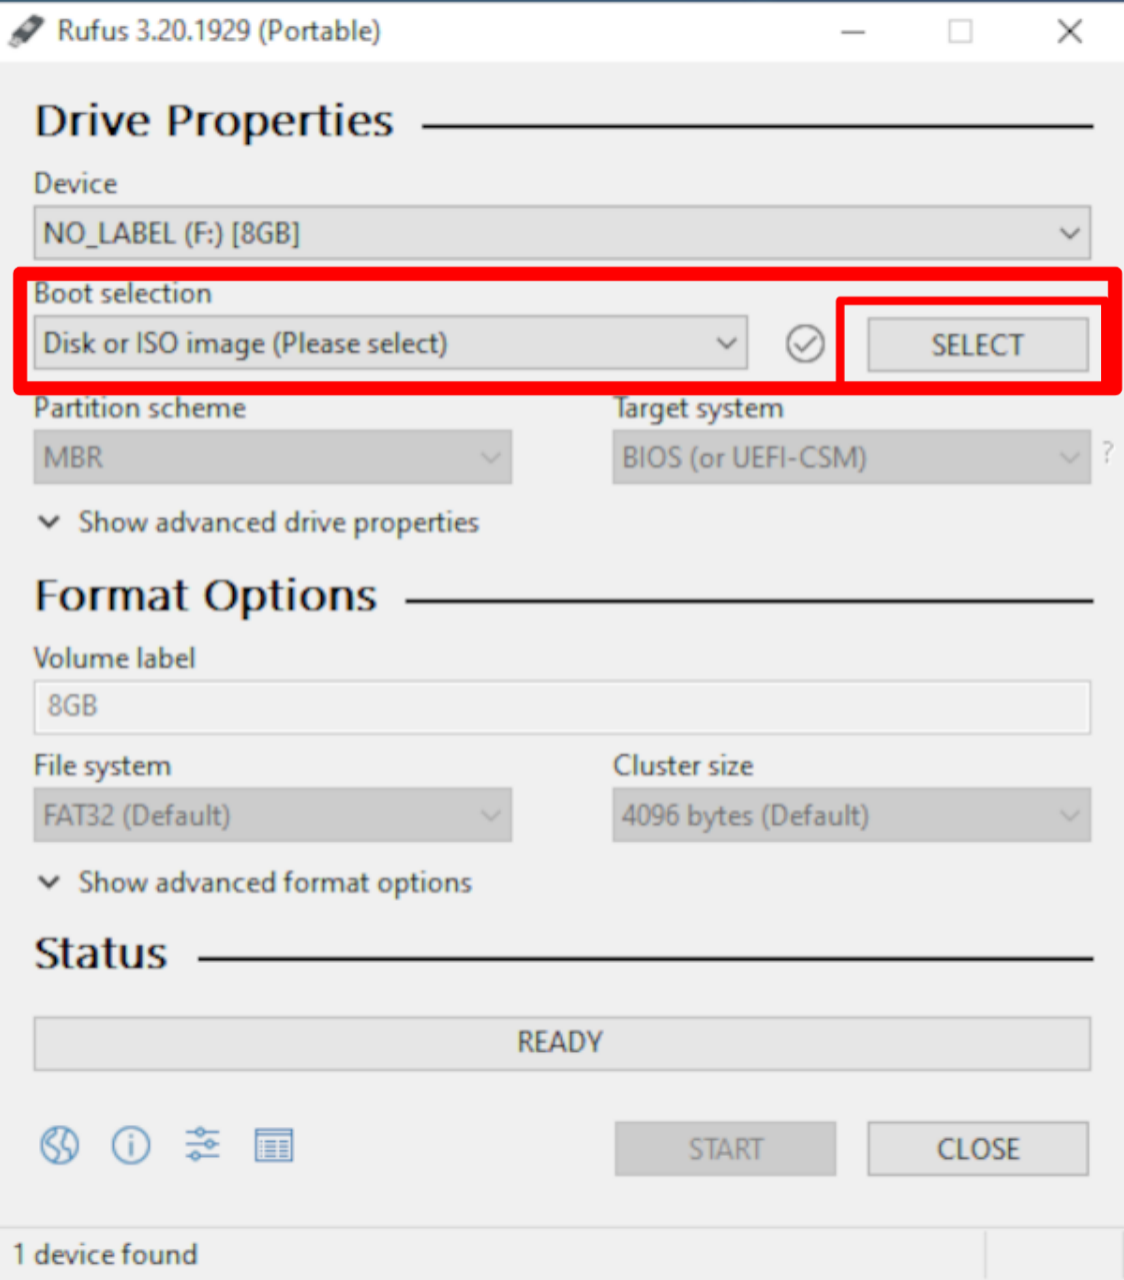 Rufus 3.20.1929 (Portable)
Drive Properties
Device
NO_LABEL (F:) [8GB]
Boot selection
Disk or ISO image (Please select)
SELECT
Partition scheme
Target system
MBR
BIOS (or UEFI-CSM)
?
Show advanced drive properties
Format Options
Volume label
8GB
File system
Cluster size
FAT32 (Default)
4096 bytes (Default)
Show advanced format options
Status
READY
START
CLOSE
1 device found